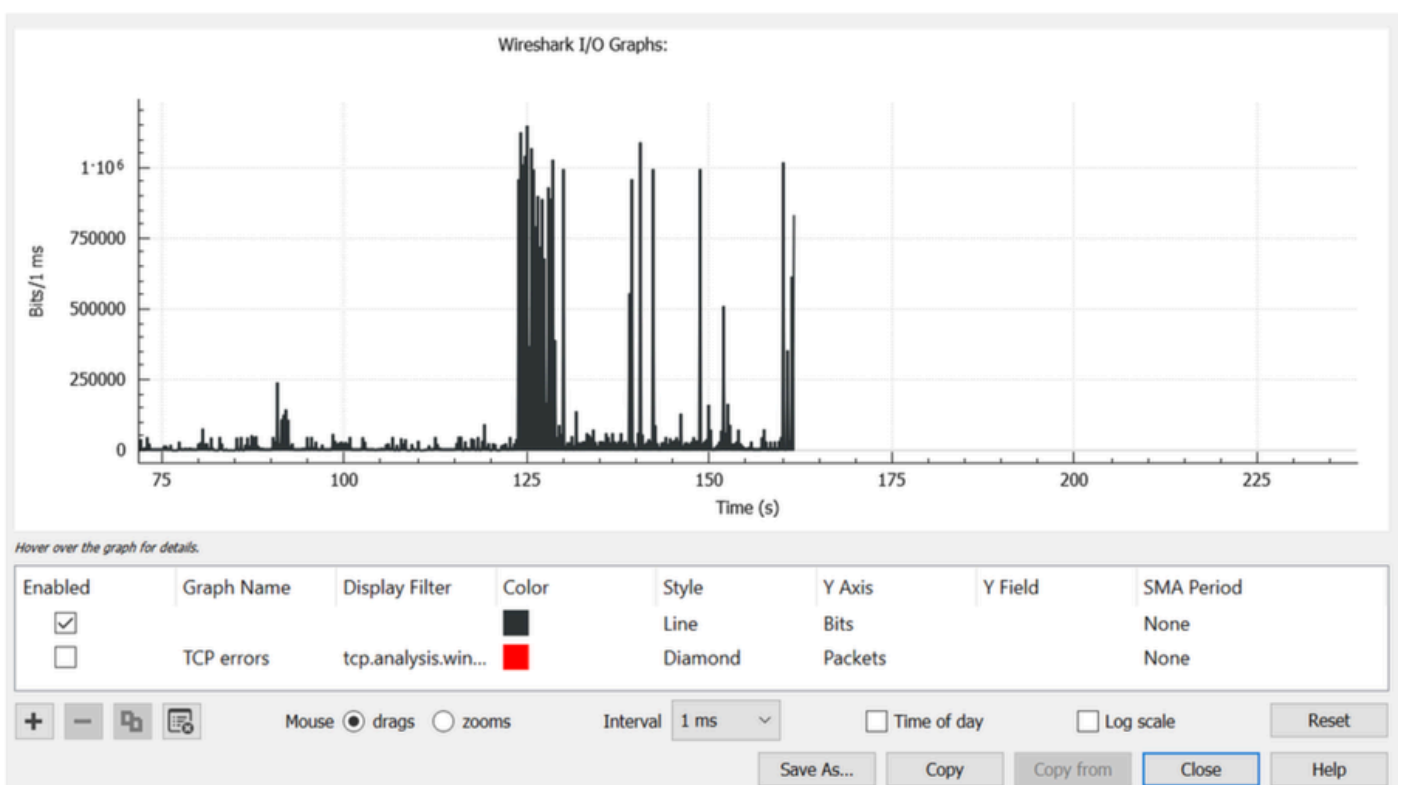 Wireshark I/O Graphs:
1·10⁶
750000
500000
250000
0
Bits/1 ms
75 100 125 150 175 200 225
Time (s)
Hover over the graph for details.
Enabled Graph Name Display Filter Color Style Y Axis Y Field SMA Period
Line Bits None
TCP errors tcp.analysis.win... Diamond Packets None
Mouse drags zooms Interval 1 ms Time of day Log scale Reset
Save As... Copy Copy from Close Help